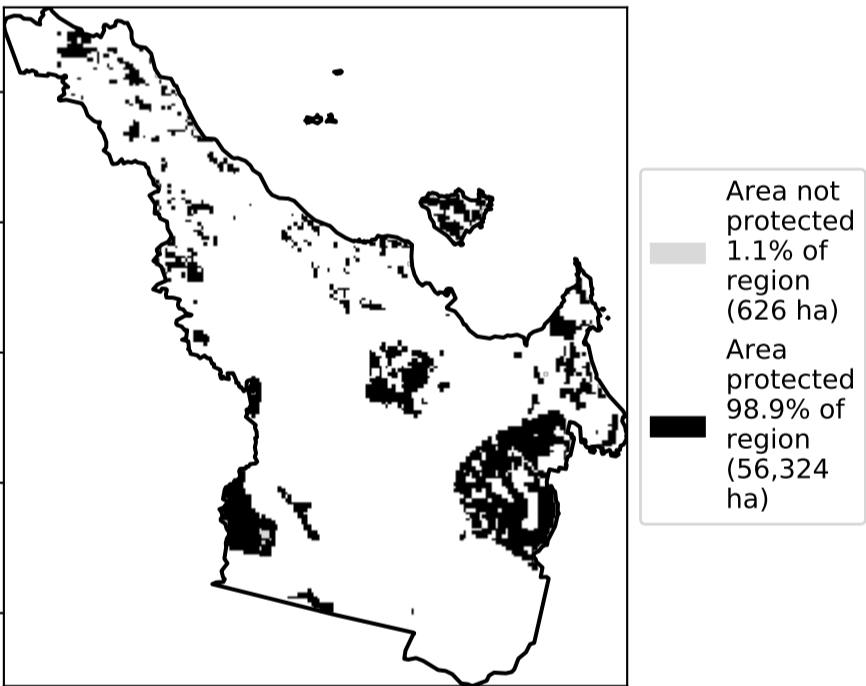 Area not
protected
1.1% of
region
(626 ha)
Area
protected
98.9% of
region
(56,324
ha)